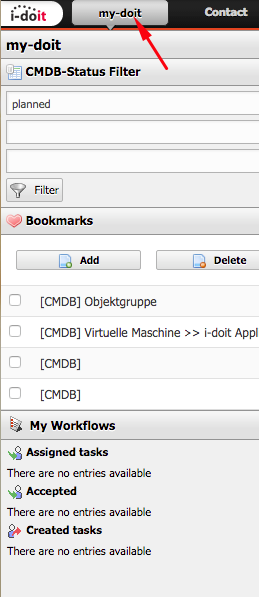 i-doit
my-doit
Contact
my-doit
CMDB-Status Filter
planned
Filter
Bookmarks
Add
Delete
[CMDB] Objektgruppe
[CMDB] Virtuelle Maschine >> i-doit Appl
[CMDB]
[CMDB]
My Workflows
Assigned tasks
There are no entries available
Accepted
There are no entries available
Created tasks
There are no entries available